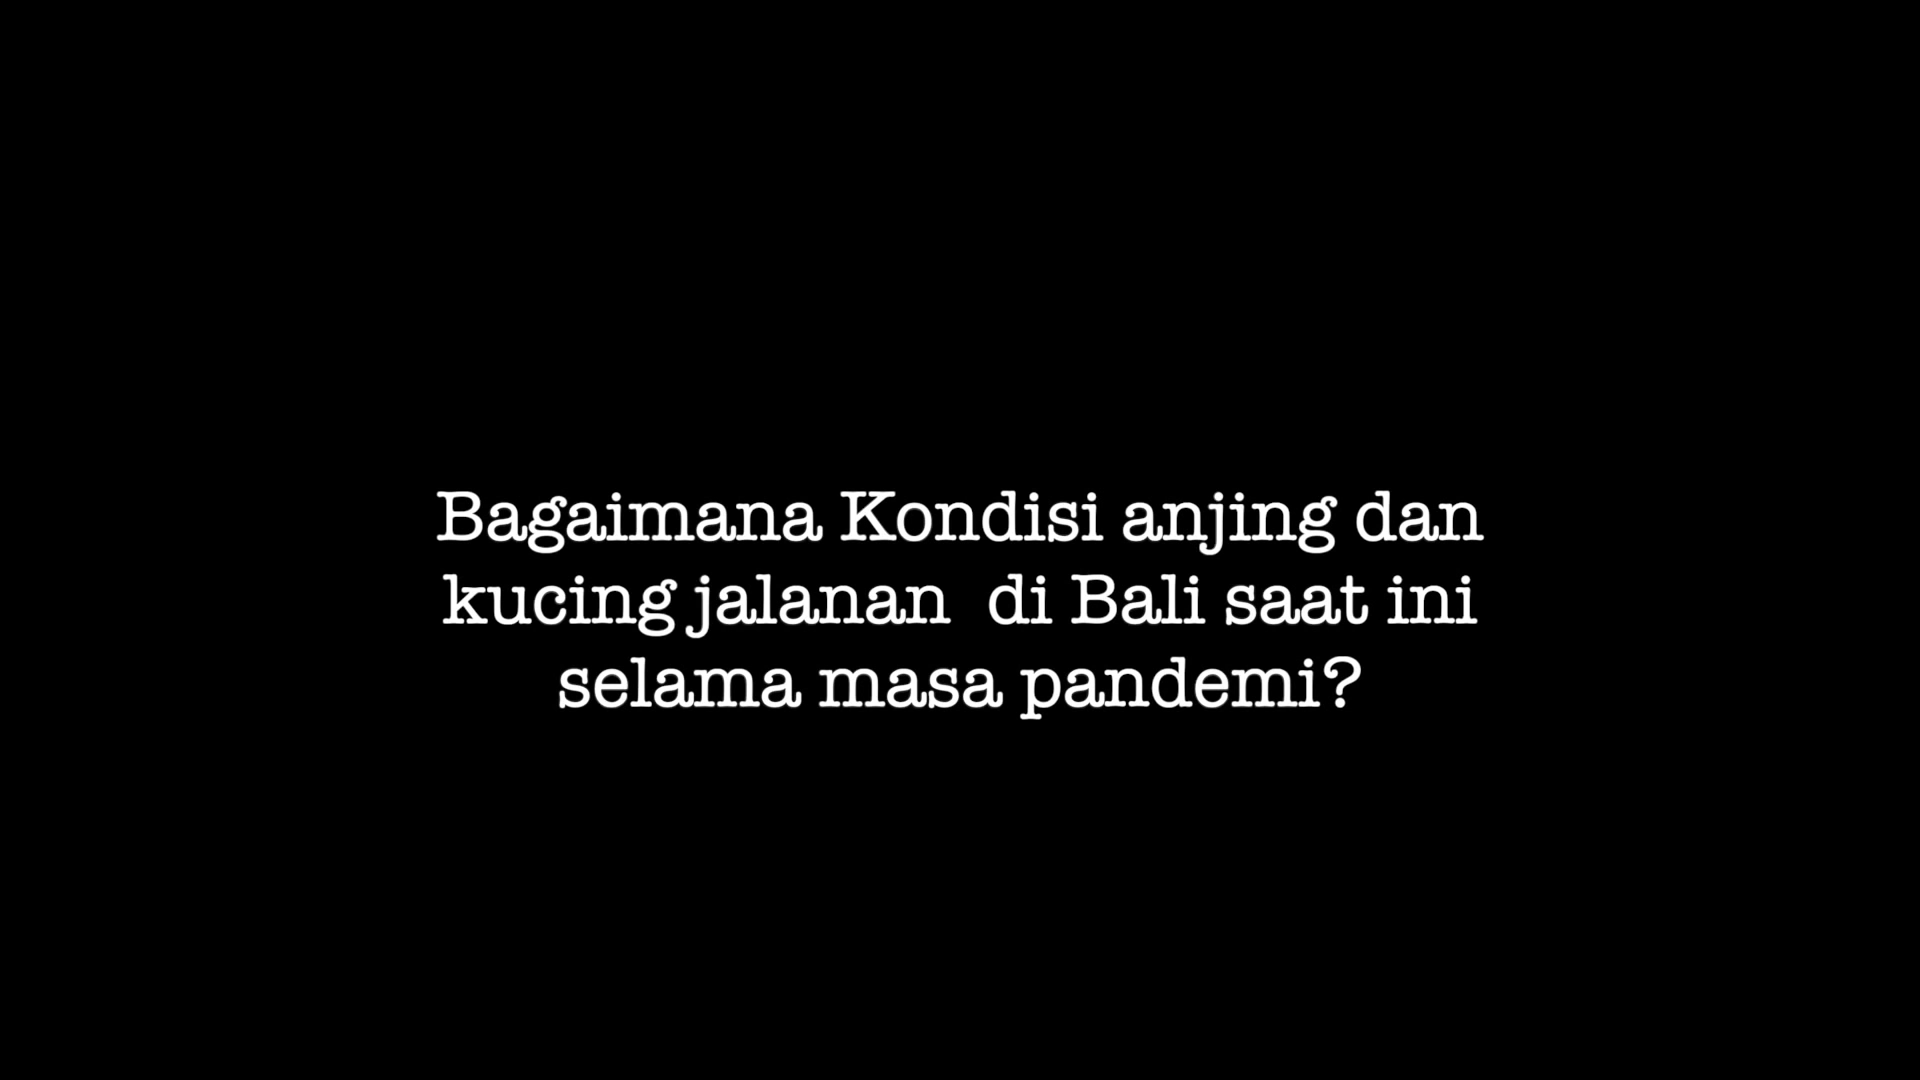 Bagaimana Kondisi anjing dan
kucing jalanan  di Bali saat ini
selama masa pandemi?